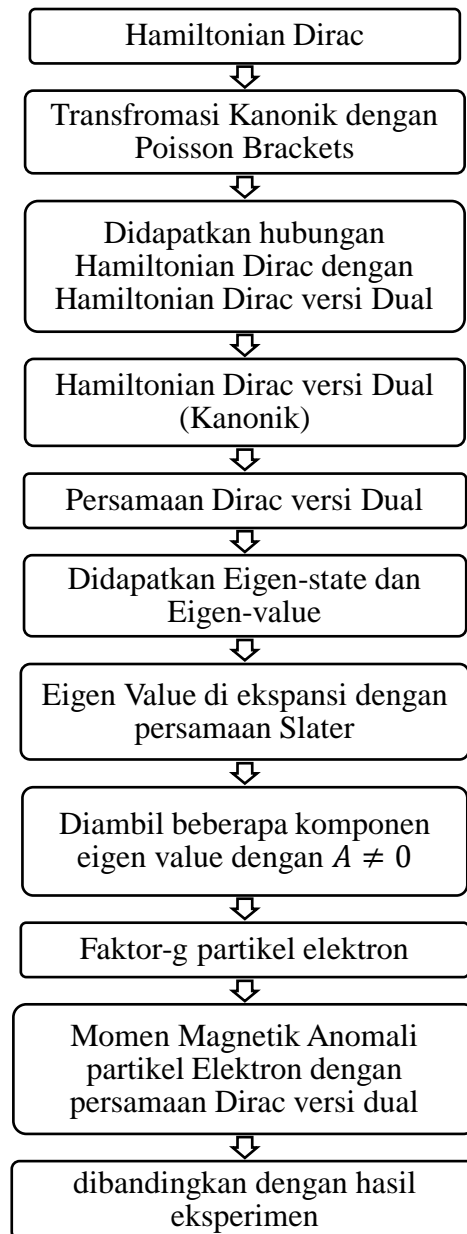 Hamiltonian Dirac
Transfromasi Kanonik dengan
Poisson Brackets
Didapatkan hubungan
Hamiltonian Dirac dengan
Hamiltonian Dirac versi Dual
Hamiltonian Dirac versi Dual
(Kanonik)
Persamaan Dirac versi Dual
Didapatkan Eigen-state dan
Eigen-value
Eigen Value di ekspansi dengan
persamaan Slater
Diambil beberapa komponen
eigen value dengan 𝐴 ≠ 0
Faktor-g partikel elektron
Momen Magnetik Anomali
partikel Elektron dengan
persamaan Dirac versi dual
dibandingkan dengan hasil
eksperimen